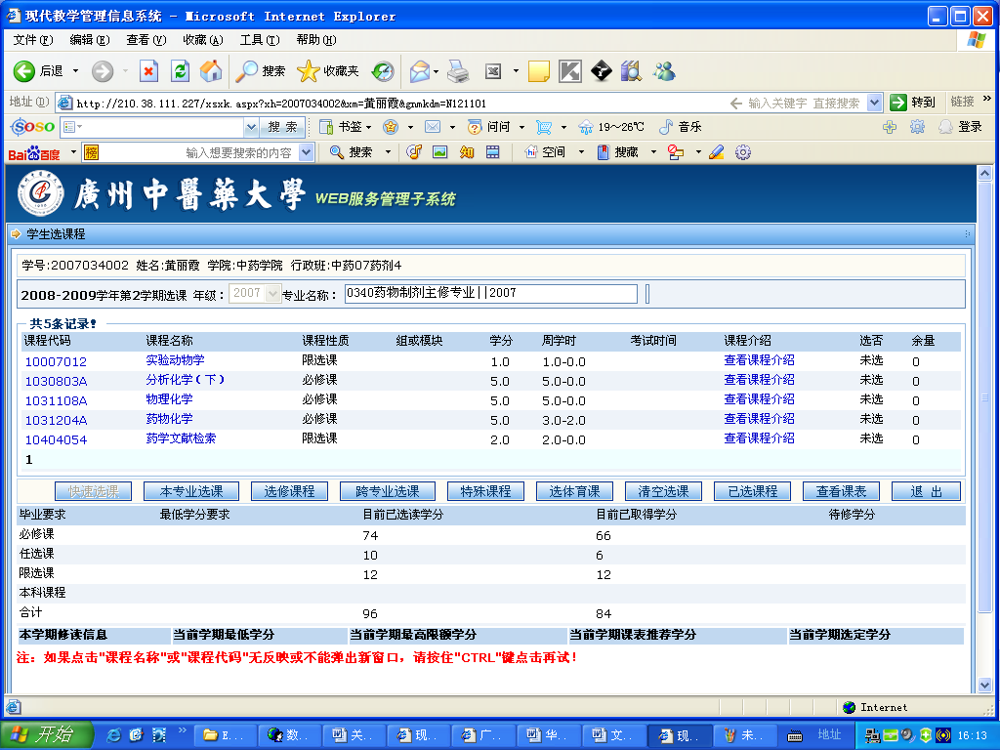 现代教学管理信息系统 - Microsoft Internet Explorer
文件(F) 编辑(E) 查看(V) 收藏(A) 工具(T) 帮助(H)
后退 搜索 收藏夹
地址(D) http://210.38.111.227/xsxk.aspx?xh=2007034002&xm=黄丽霞&gnmkdm=N121101 输入关键字 直接搜索 转到 链接 »
SOSO 搜 索 书签 问问 19～26℃ 音乐 登录
Bai百度 榜 输入想要搜索的内容 搜索 知 空间 搜藏
廣州中醫藥大學 WEB服务管理子系统
学生选课程
学号:2007034002 姓名:黄丽霞 学院:中药学院 行政班:中药07药剂4
2008-2009学年第2学期选课 年级： 2007 专业名称： 0340药物制剂主修专业||2007
共5条记录!
课程代码 课程名称 课程性质 组或模块 学分 周学时 考试时间 课程介绍 选否 余量
10007012 实验动物学 限选课 1.0 1.0-0.0 查看课程介绍 未选 0
1030803A 分析化学（下） 必修课 5.0 5.0-0.0 查看课程介绍 未选 0
1031108A 物理化学 必修课 5.0 5.0-0.0 查看课程介绍 未选 0
1031204A 药物化学 必修课 5.0 3.0-2.0 查看课程介绍 未选 0
10404054 药学文献检索 限选课 2.0 2.0-0.0 查看课程介绍 未选 0
1
快速选课 本专业选课 选修课程 跨专业选课 特殊课程 选体育课 清空选课 已选课程 查看课表 退 出
毕业要求 最低学分要求 目前已选读学分 目前已取得学分 待修学分
必修课 74 66
任选课 10 6
限选课 12 12
本科课程
合计 96 84
本学期修读信息 当前学期最低学分 当前学期最高限额学分 当前学期课表推荐学分 当前学期选定学分
注：如果点击"课程名称"或"课程代码"无反映或不能弹出新窗口，请按住"CTRL"键点击再试!
Internet
开始 » E... 数... 关... 现... 广... 华... 文... 现... 未... 地址 16:13